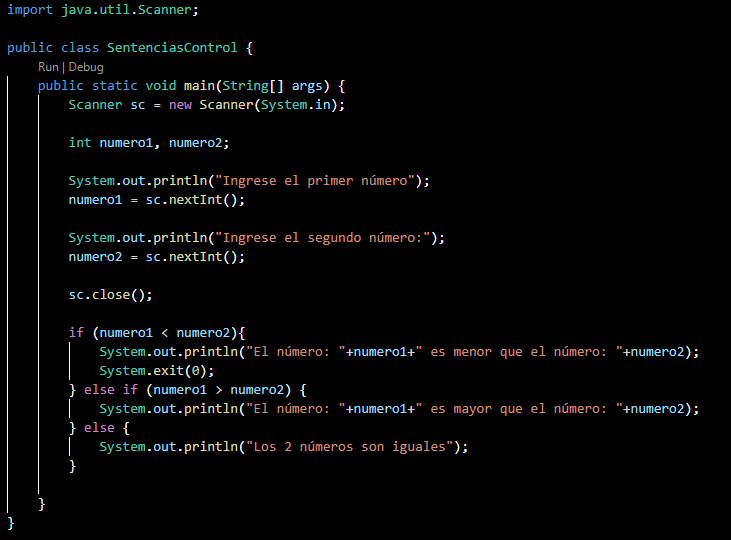 import java.util.Scanner;
public class SentenciasControl {
Run | Debug
public static void main(String[] args) {
Scanner sc = new Scanner(System.in);
int numero1, numero2;
System.out.println("Ingrese el primer número");
numero1 = sc.nextInt();
System.out.println("Ingrese el segundo número:");
numero2 = sc.nextInt();
sc.close();
if (numero1 < numero2){
System.out.println("El número: "+numero1+" es menor que el número: "+numero2);
System.exit(0);
} else if (numero1 > numero2) {
System.out.println("El número: "+numero1+" es mayor que el número: "+numero2);
} else {
System.out.println("Los 2 números son iguales");
}
}
}